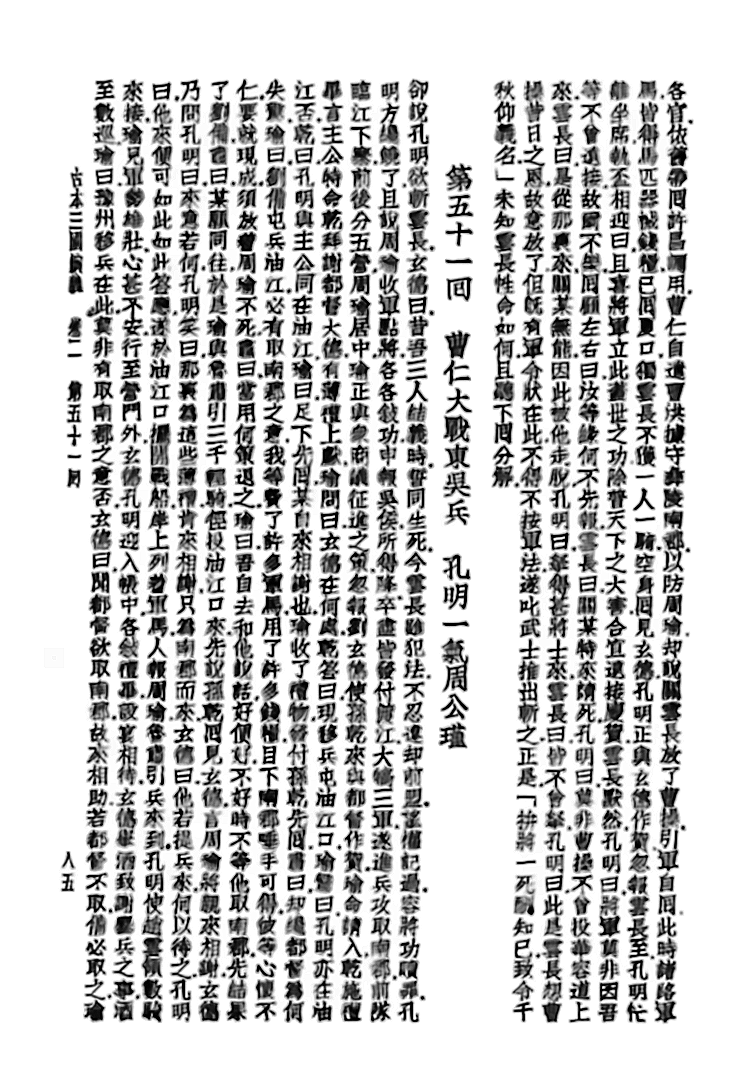 各官依舊帶回許昌調用曹仁自遣曹洪據守彝陵南郡以防周瑜却說關雲長放了曹操引軍自回此時諸路軍
馬皆得馬匹器械錢糧已回夏口獨雲長不獲一人一騎空身回見玄德孔明正與玄德作賀忽報雲長至孔明忙
離坐席執盃相迎曰且喜將軍立此蓋世之功除普天下之大害合宜遠接慶賀雲長默然孔明曰將軍莫非因吾
等不曾遠接故爾不樂回顧左右曰汝等緣何不先報雲長曰關某特來請死孔明曰莫非曹操不曾投華容道上
來雲長曰是從那裏來關某無能因此被他走脫孔明曰拏得甚將士來雲長曰皆不曾拏孔明曰此是雲長想曹
操昔日之恩故意放了但既有軍令狀在此不得不按軍法遂叱武士推出斬之正是「拚將一死酬知已致令千
秋仰義名」未知雲長性命如何且聽下回分解
第五十一回　曹仁大戰東吳兵　孔明一氣周公瑾
卻說孔明欲斬雲長玄德曰昔吾三人結義時誓同生死今雲長雖犯法不忍違却前盟望權記過容將功贖罪孔
明方纔饒了且說周瑜收軍點將各各敍功申報吳侯所得降卒盡皆發付渡江大犒三軍遂進兵攻取南郡前隊
臨江下寨前後分五營周瑜居中瑜正與衆商議征進之策忽報劉玄德使孫乾來與都督作賀瑜命請入乾施禮
畢言主公特命乾拜謝都督大德有薄禮上獻瑜問曰玄德在何處乾答曰現移兵屯油江口瑜驚曰孔明亦在油
江否乾曰孔明與主公同在油江瑜曰足下先回某自來相謝也瑜收了禮物發付孫乾先回肅曰却纔都督爲何
失驚瑜曰劉備屯兵油江必有取南郡之意我等費了許多軍馬用了許多錢糧目下南郡唾手可得彼等心懷不
仁要就現成須放着周瑜不死肅曰當用何策退之瑜曰吾自去和他說話好便好不好時不等他取南郡先結果
了劉備肅曰某願同往於是瑜與魯肅引三千輕騎徑投油江口來先說孫乾回見玄德言周瑜將親來相謝玄德
乃問孔明曰來意若何孔明笑曰那裏爲這些薄禮肯來相謝只爲南郡而來玄德曰他若提兵來何以待之孔明
曰他來便可如此如此答應遂於油江口擺開戰船岸上列着軍馬人報周瑜魯肅引兵來到孔明使趙雲領數騎
來接瑜見軍勢雄壯心甚不安行至營門外玄德孔明迎入帳中各敍禮畢設宴相待玄德舉酒致謝鏖兵之事酒
至數巡瑜曰豫州移兵在此莫非有取南郡之意否玄德曰聞都督欲取南郡故來相助若都督不取備必取之瑜
古本三國演義　卷二　第五十一回　八五